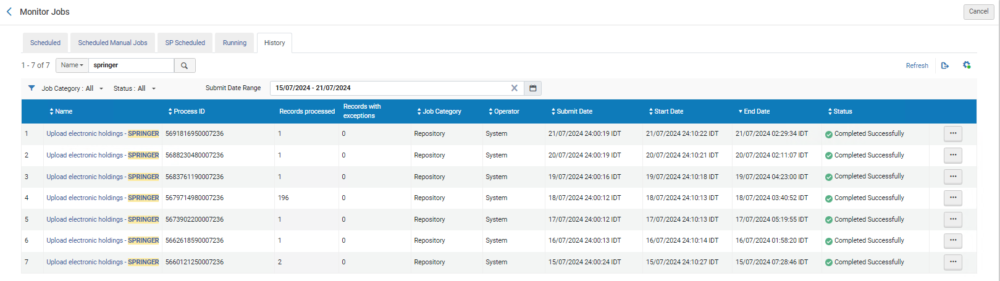 Monitor Jobs
Cancel
Scheduled Scheduled Manual Jobs SP Scheduled Running History
1 - 7 of 7 Name springer Refresh
Job Category : All Status : All Submit Date Range 15/07/2024 - 21/07/2024
Name Process ID Records processed Records with exceptions Job Category Operator Submit Date Start Date End Date Status
1 Upload electronic holdings - SPRINGER 5691816950007236 1 0 Repository System 21/07/2024 24:00:19 IDT 21/07/2024 24:10:22 IDT 21/07/2024 02:29:34 IDT Completed Successfully ...
2 Upload electronic holdings - SPRINGER 5688230480007236 1 0 Repository System 20/07/2024 24:00:19 IDT 20/07/2024 24:10:21 IDT 20/07/2024 02:11:07 IDT Completed Successfully ...
3 Upload electronic holdings - SPRINGER 5683761190007236 1 0 Repository System 19/07/2024 24:00:16 IDT 19/07/2024 24:10:18 IDT 19/07/2024 04:23:00 IDT Completed Successfully ...
4 Upload electronic holdings - SPRINGER 5679714980007236 196 0 Repository System 18/07/2024 24:00:12 IDT 18/07/2024 24:10:13 IDT 18/07/2024 03:40:52 IDT Completed Successfully ...
5 Upload electronic holdings - SPRINGER 5673902200007236 1 0 Repository System 17/07/2024 24:00:12 IDT 17/07/2024 24:10:13 IDT 17/07/2024 05:19:55 IDT Completed Successfully ...
6 Upload electronic holdings - SPRINGER 5662618590007236 1 0 Repository System 16/07/2024 24:00:13 IDT 16/07/2024 24:10:14 IDT 16/07/2024 01:58:20 IDT Completed Successfully ...
7 Upload electronic holdings - SPRINGER 5660121250007236 2 0 Repository System 15/07/2024 24:00:24 IDT 15/07/2024 24:10:27 IDT 15/07/2024 07:28:46 IDT Completed Successfully ...